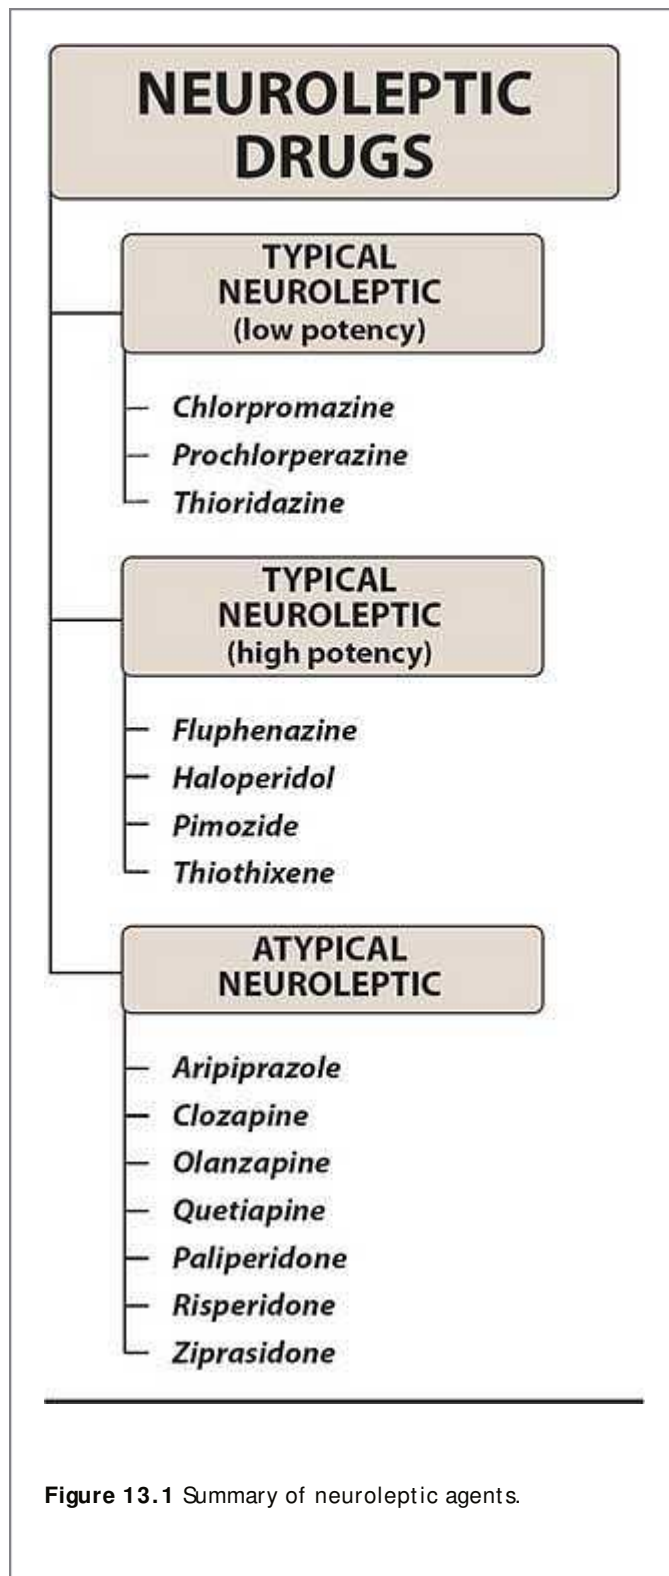 NEUROLEPTIC
DRUGS
TYPICAL
NEUROLEPTIC
(low potency)
Chlorpromazine
Prochlorperazine
Thioridazine
TYPICAL
NEUROLEPTIC
(high potency)
Fluphenazine
Haloperidol
Pimozide
Thiothixene
ATYPICAL
NEUROLEPTIC
Aripiprazole
Clozapine
Olanzapine
Quetiapine
Paliperidone
Risperidone
Ziprasidone
Figure 13.1 Summary of neuroleptic agents.